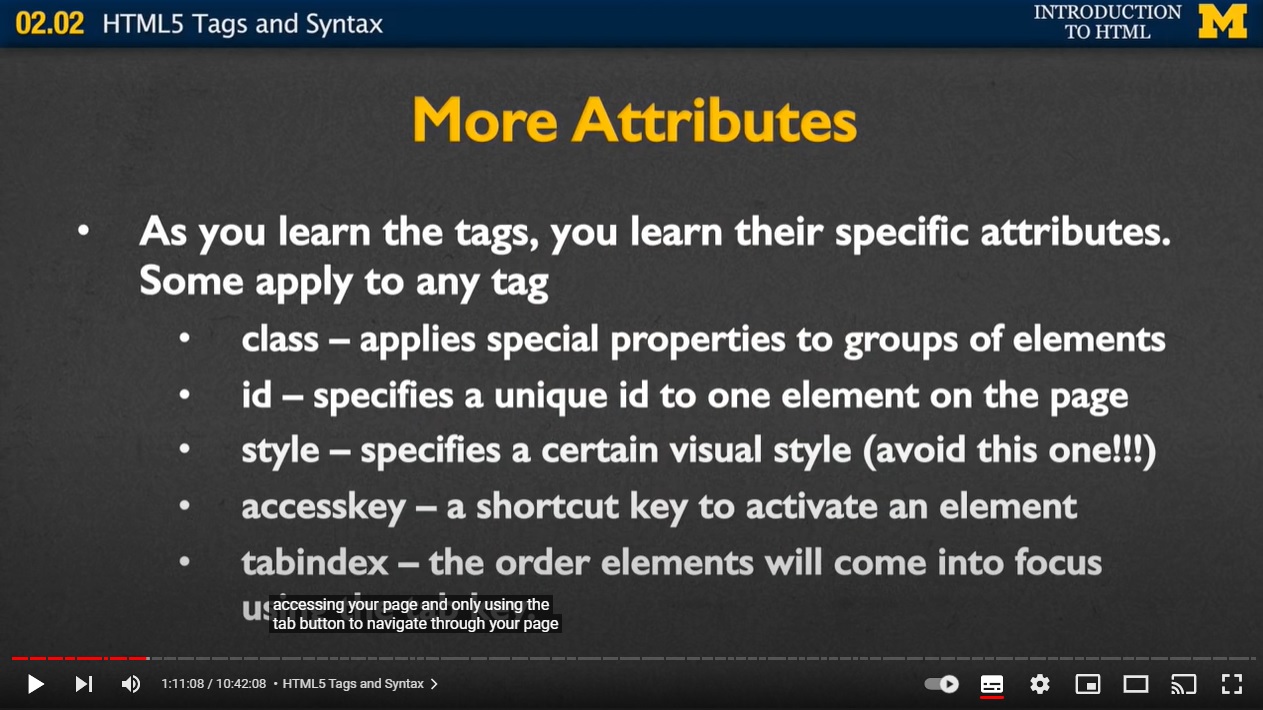 02.02 HTML5 Tags and Syntax
INTRODUCTION
TO HTML
M
More Attributes
• As you learn the tags, you learn their specific attributes.
Some apply to any tag
• class – applies special properties to groups of elements
• id – specifies a unique id to one element on the page
• style – specifies a certain visual style (avoid this one!!!)
• accesskey – a shortcut key to activate an element
• tabindex – the order elements will come into focus
accessing your page and only using the
tab button to navigate through your page
1:11:08 / 10:42:08 • HTML5 Tags and Syntax